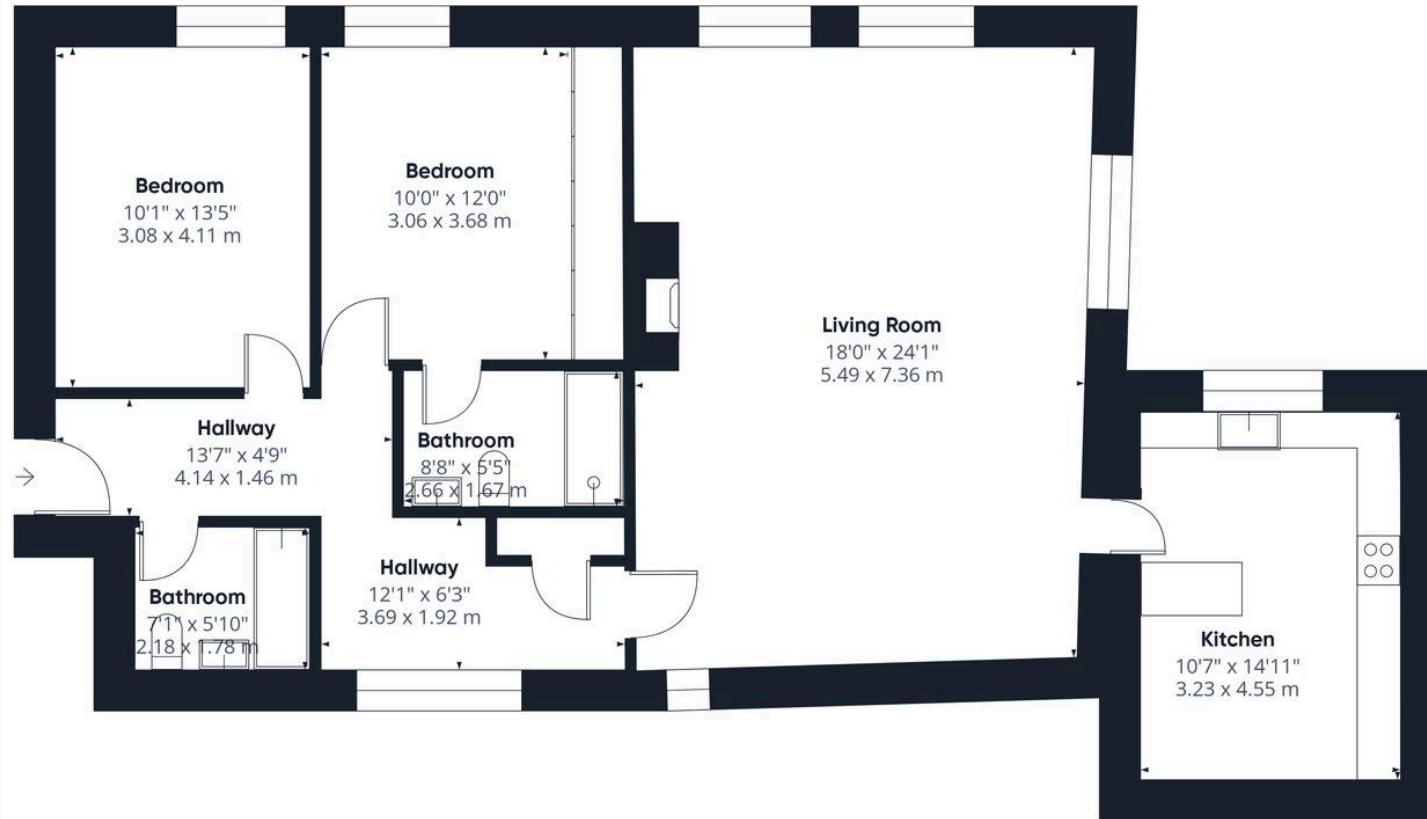 Bedroom
10'1" x 13'5"
3.08 x 4.11 m
Bedroom
10'0" x 12'0"
3.06 x 3.68 m
Living Room
18'0" x 24'1"
5.49 x 7.36 m
Hallway
13'7" x 4'9"
4.14 x 1.46 m
Bathroom
8'8" x 5'5"
2.66 x 1.67 m
Hallway
12'1" x 6'3"
3.69 x 1.92 m
Bathroom
7'1" x 5'10"
2.18 x 1.78 m
Kitchen
10'7" x 14'11"
3.23 x 4.55 m